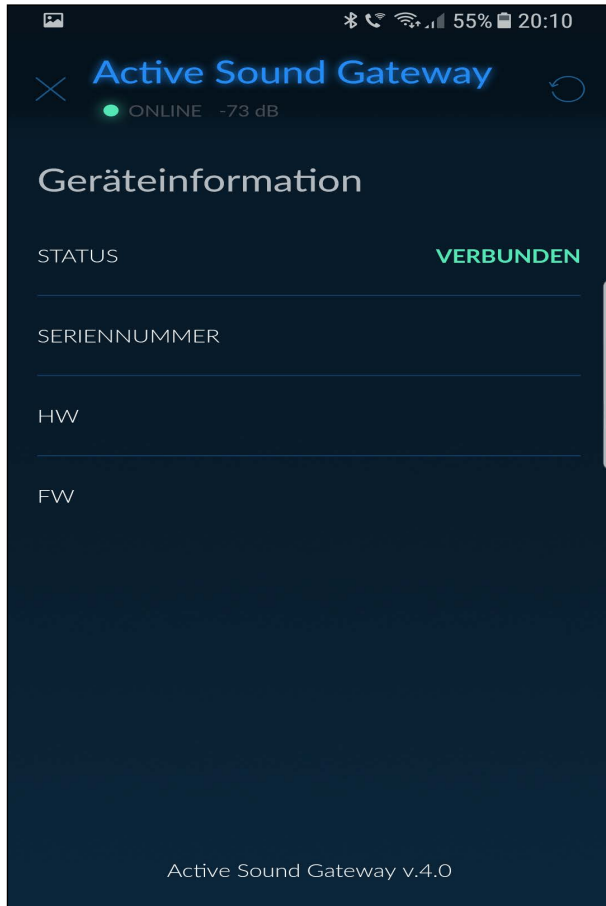 55% 20:10
Active Sound Gateway
ONLINE -73 dB
Geräteinformation
STATUS VERBUNDEN
SERIENNUMMER
HW
FW
Active Sound Gateway v.4.0